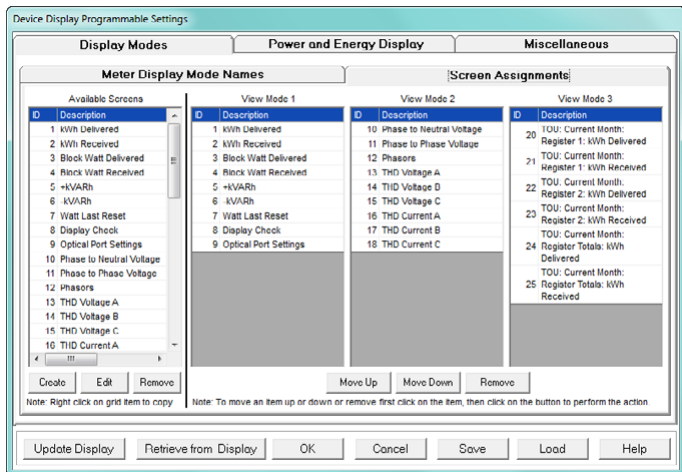 Device Display Programmable Settings
Display Modes
Power and Energy Display
Miscellaneous
Meter Display Mode Names
Screen Assignments
Available Screens
ID Description
1 kWh Delivered
2 kWh Received
3 Block Watt Delivered
4 Block Watt Received
5 +kVARh
6 -kVARh
7 Watt Last Reset
8 Display Check
9 Optical Port Settings
10 Phase to Neutral Voltage
11 Phase to Phase Voltage
12 Phasors
13 THD Voltage A
14 THD Voltage B
15 THD Voltage C
16 THD Current A
Create
Edit
Remove
Note: Right click on grid item to copy
View Mode 1
ID Description
1 kWh Delivered
2 kWh Received
3 Block Watt Delivered
4 Block Watt Received
5 +kVARh
6 -kVARh
7 Watt Last Reset
8 Display Check
9 Optical Port Settings
View Mode 2
ID Description
10 Phase to Neutral Voltage
11 Phase to Phase Voltage
12 Phasors
13 THD Voltage A
14 THD Voltage B
15 THD Voltage C
16 THD Current A
17 THD Current B
18 THD Current C
View Mode 3
ID Description
20 TOU: Current Month:
Register 1: kWh Delivered
21 TOU: Current Month:
Register 1: kWh Received
22 TOU: Current Month:
Register 2: kWh Delivered
23 TOU: Current Month:
Register 2: kWh Received
TOU: Current Month:
24 Register Totals: kWh
Delivered
TOU: Current Month:
25 Register Totals: kWh
Received
Move Up
Move Down
Remove
Note: To move an item up or down or remove first click on the item, then click on the button to perform the action
Update Display
Retrieve from Display
OK
Cancel
Save
Load
Help